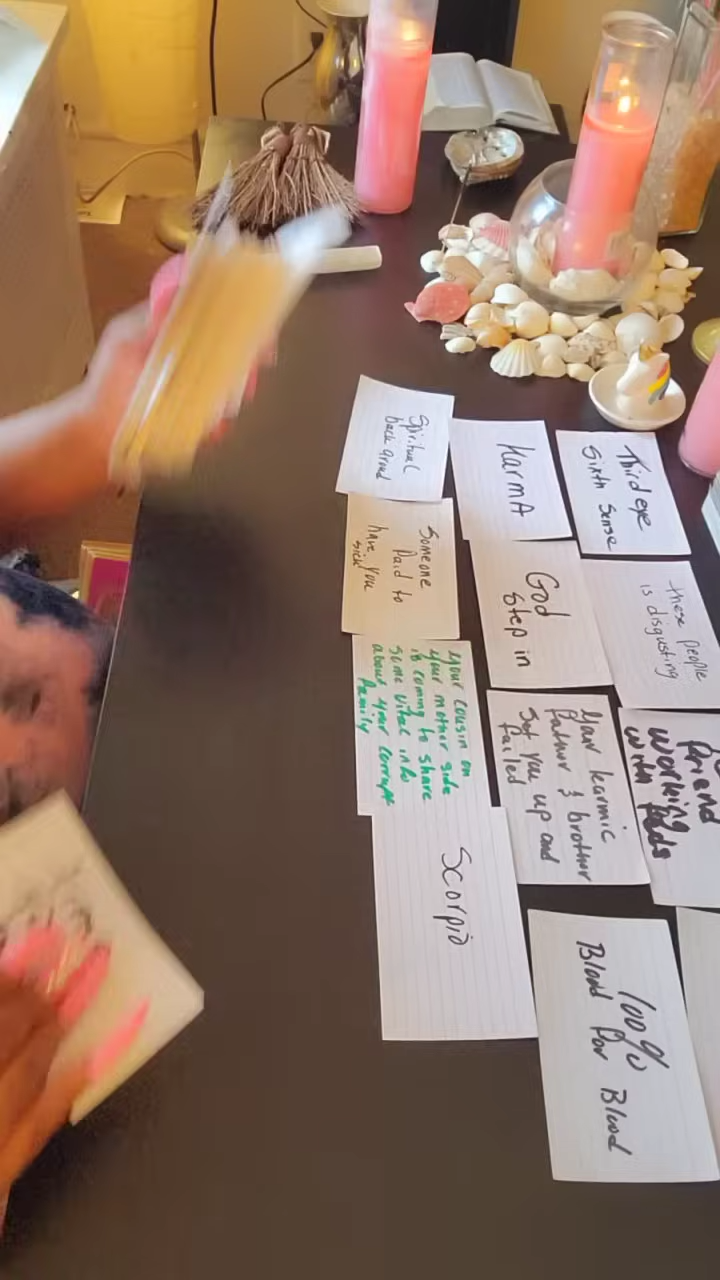 Third eye
Sixth Sense
these people
is disgusting
friend
working
with feds
KarmA
God
Step in
Your karmic
Father & brother
Set you up and
failed
100%
Blood For Blood
Spiritual
back ground
Someone
Paid to
have you
sick
Your cousin on
Your mother side
is coming to share
some vital info
about your corrupt
Family
Scorpio